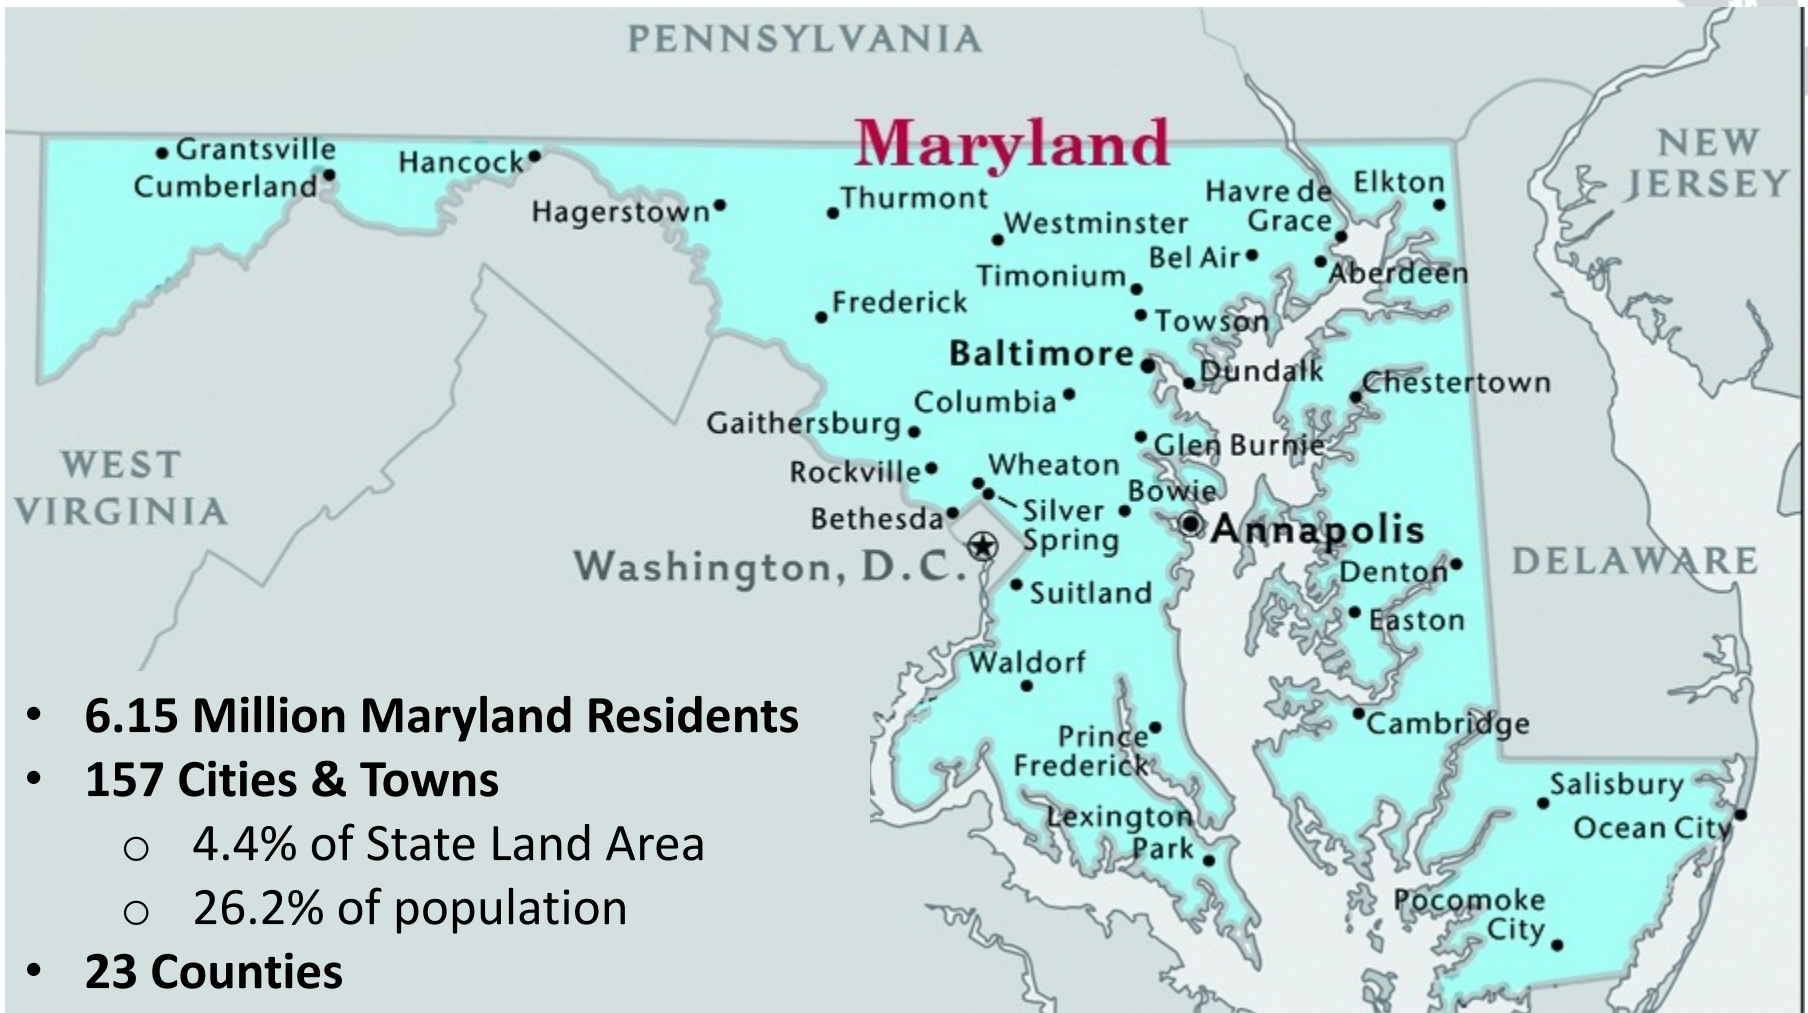 PENNSYLVANIA
Maryland
NEW
JERSEY
Grantsville
Cumberland
Hancock
Hagerstown
Thurmont
Westminster
Havre de
Grace
Elkton
Bel Air
Aberdeen
Timonium
Frederick
Towson
Baltimore
Dundalk
Chestertown
Columbia
Gaithersburg
Glen Burnie
WEST
VIRGINIA
Rockville
Wheaton
Bowie
Silver
Spring
Bethesda
Annapolis
Washington, D.C.
DELAWARE
Denton
Suitland
Easton
Waldorf
Cambridge
Prince
Frederick
Salisbury
Ocean City
Lexington
Park
Pocomoke
City
• 6.15 Million Maryland Residents
• 157 Cities & Towns
o 4.4% of State Land Area
o 26.2% of population
• 23 Counties